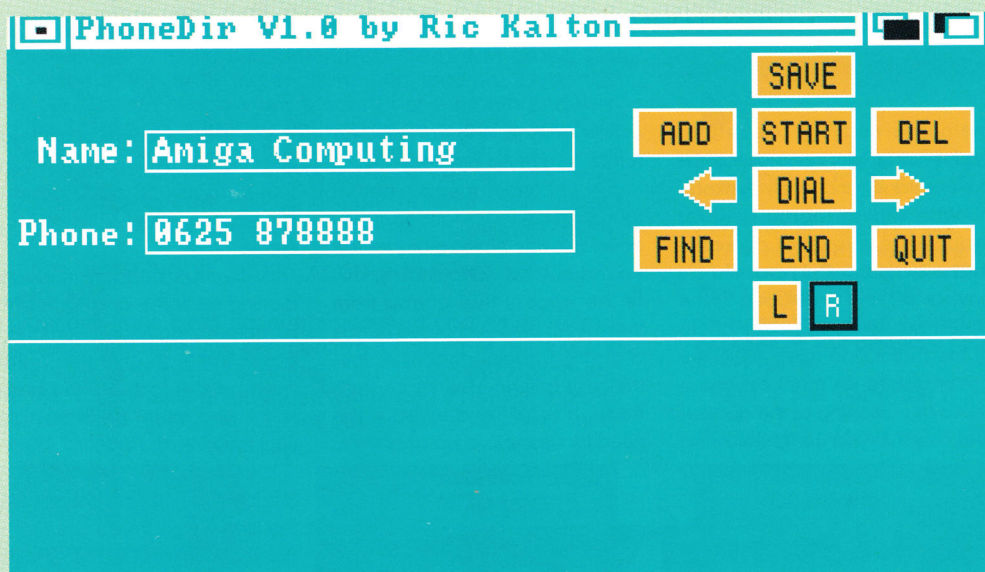 PhoneDir V1.0 by Ric Kalton
SAVE
ADD START DEL
Name: Amiga Computing
DIAL
Phone: 0625 878888
FIND END QUIT
L R